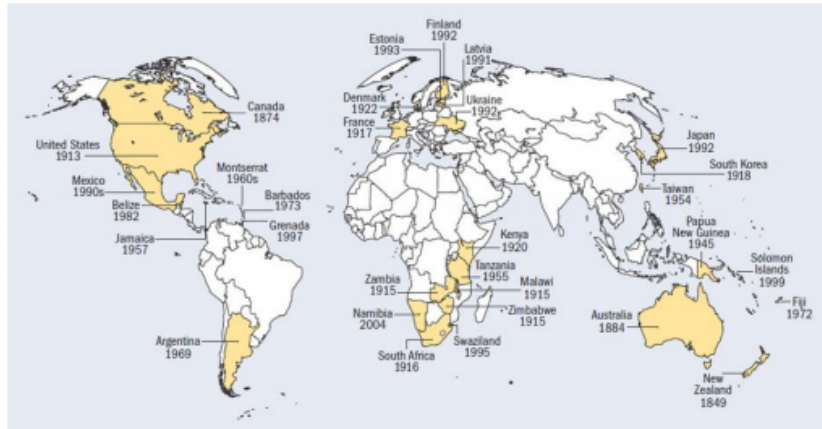 Finland
1992
Estonia
1993
Latvia
1991
Denmark
1922
Ukraine
1992
France
1917
Canada
1874
United States
1913
Mexico
1990s
Montserrat
1960s
Belize
1982
Barbados
1973
Jamaica
1957
Grenada
1997
Japan
1992
South Korea
1918
Taiwan
1954
Papua
New Guinea
1945
Solomon
Islands
1999
Fiji
1972
Kenya
1920
Tanzania
1955
Zambia
1915
Malawi
1915
Namibia
2004
Zimbabwe
1915
South Africa
1916
Swaziland
1995
Argentina
1969
Australia
1884
New
Zealand
1849